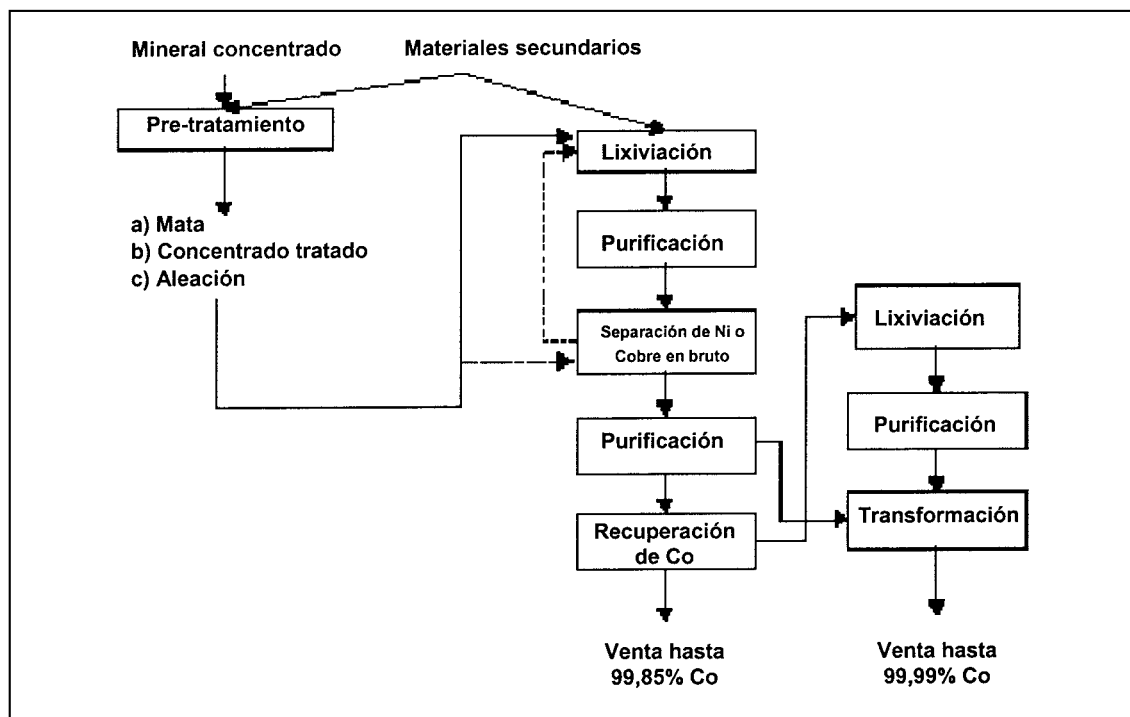 Mineral concentrado
Materiales secundarios
Pre-tratamiento
a) Mata
b) Concentrado tratado
c) Aleación
Lixiviación
Purificación
Separación de Ni o
Cobre en bruto
Purificación
Recuperación
de Co
Venta hasta
99,85% Co
Lixiviación
Purificación
Transformación
Venta hasta
99,99% Co